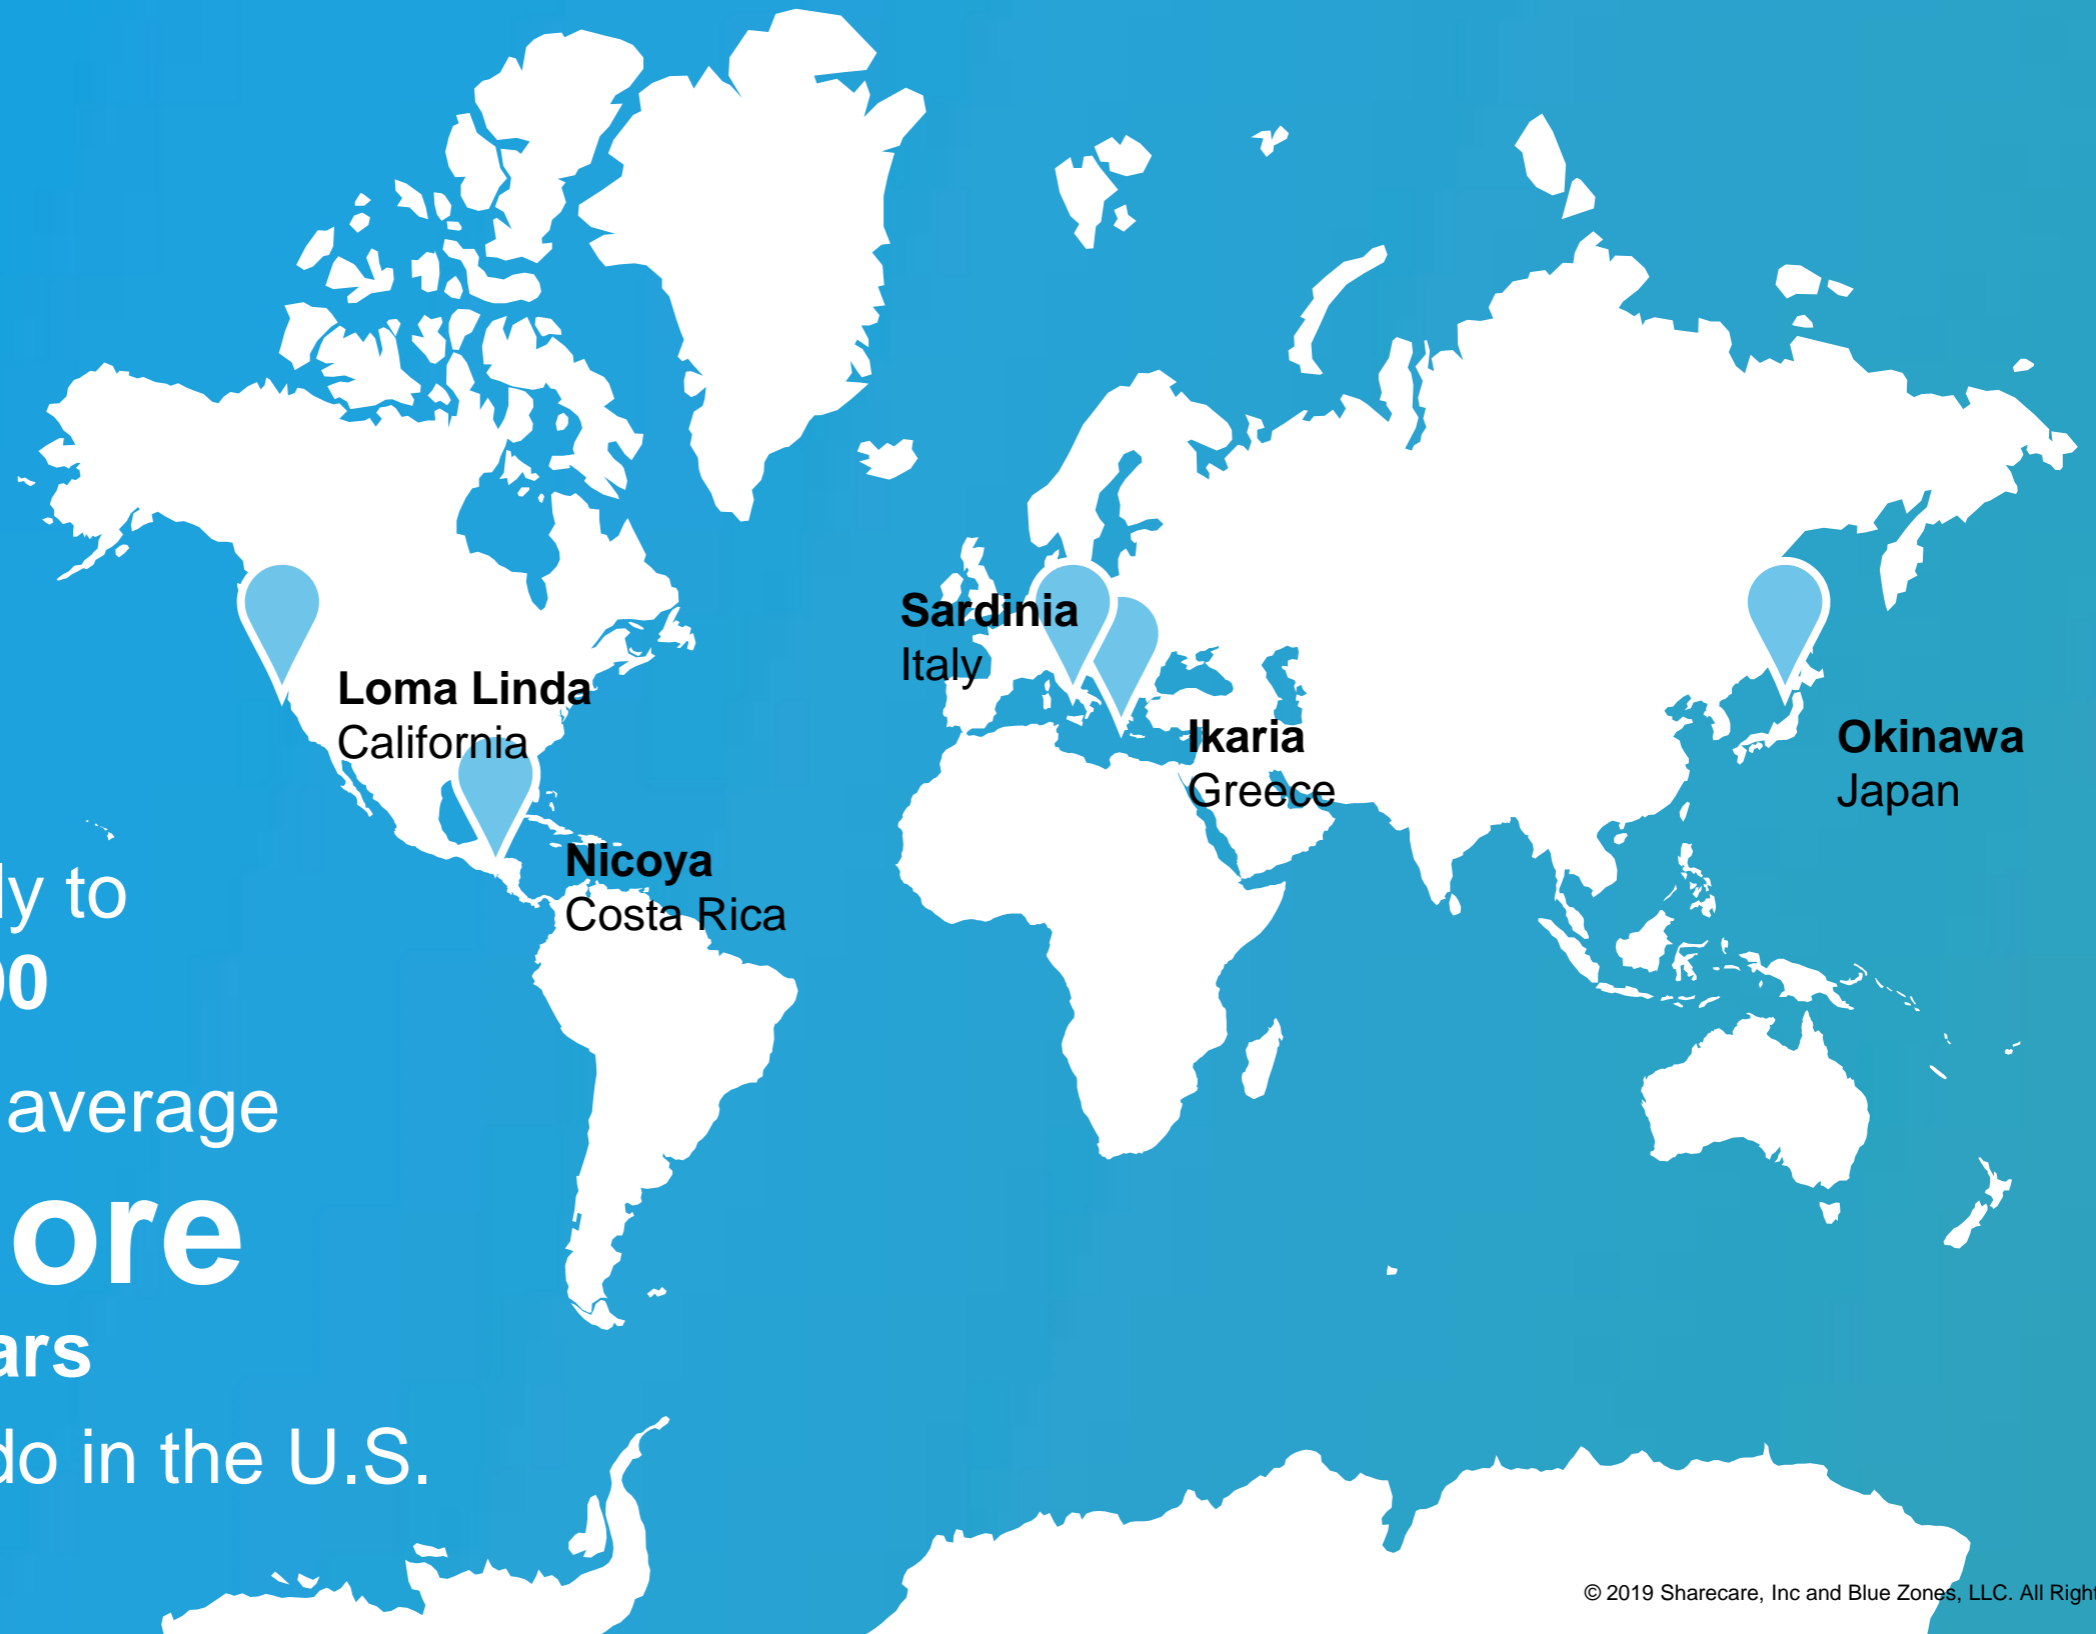 Sardinia
Italy
Loma Linda
California
Ikaria
Greece
Okinawa
Japan
Nicoya
Costa Rica
ly to
00
average
ore
ars
do in the U.S.
© 2019 Sharecare, Inc and Blue Zones, LLC. All Right